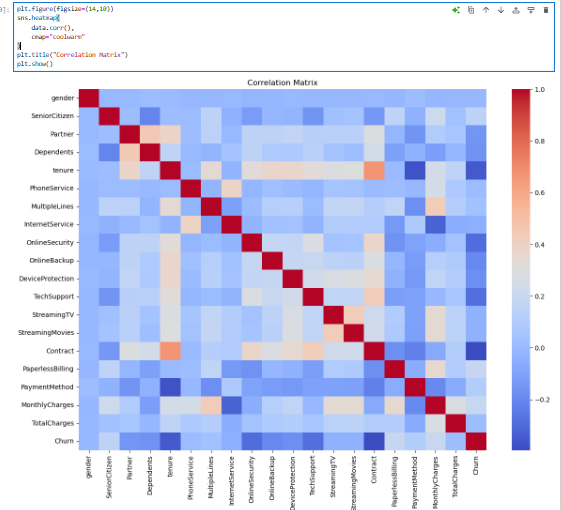 plt.figure(figsize=(14,10))
sns.heatmap(
data.corr(),
cmap="coolwarm"
)
plt.title("Correlation Matrix")
plt.show()
Correlation Matrix
gender
SeniorCitizen
Partner
Dependents
tenure
PhoneService
MultipleLines
InternetService
OnlineSecurity
OnlineBackup
DeviceProtection
TechSupport
StreamingTV
StreamingMovies
Contract
PaperlessBilling
PaymentMethod
MonthlyCharges
TotalCharges
Churn
gender
SeniorCitizen
Partner
Dependents
tenure
PhoneService
MultipleLines
InternetService
OnlineSecurity
OnlineBackup
DeviceProtection
TechSupport
StreamingTV
StreamingMovies
Contract
PaperlessBilling
PaymentMethod
MonthlyCharges
TotalCharges
Churn
1.0
0.8
0.6
0.4
0.2
0.0
−0.2